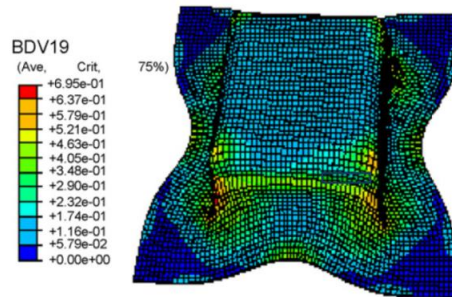 BDV19
(Ave, Crit, 75%)
+6.95e-01
+6.37e-01
+5.79e-01
+5.21e-01
+4.63e-01
+4.05e-01
+3.48e-01
+2.90e-01
+2.32e-01
+1.74e-01
+1.16e-01
+5.79e-02
+0.00e+00